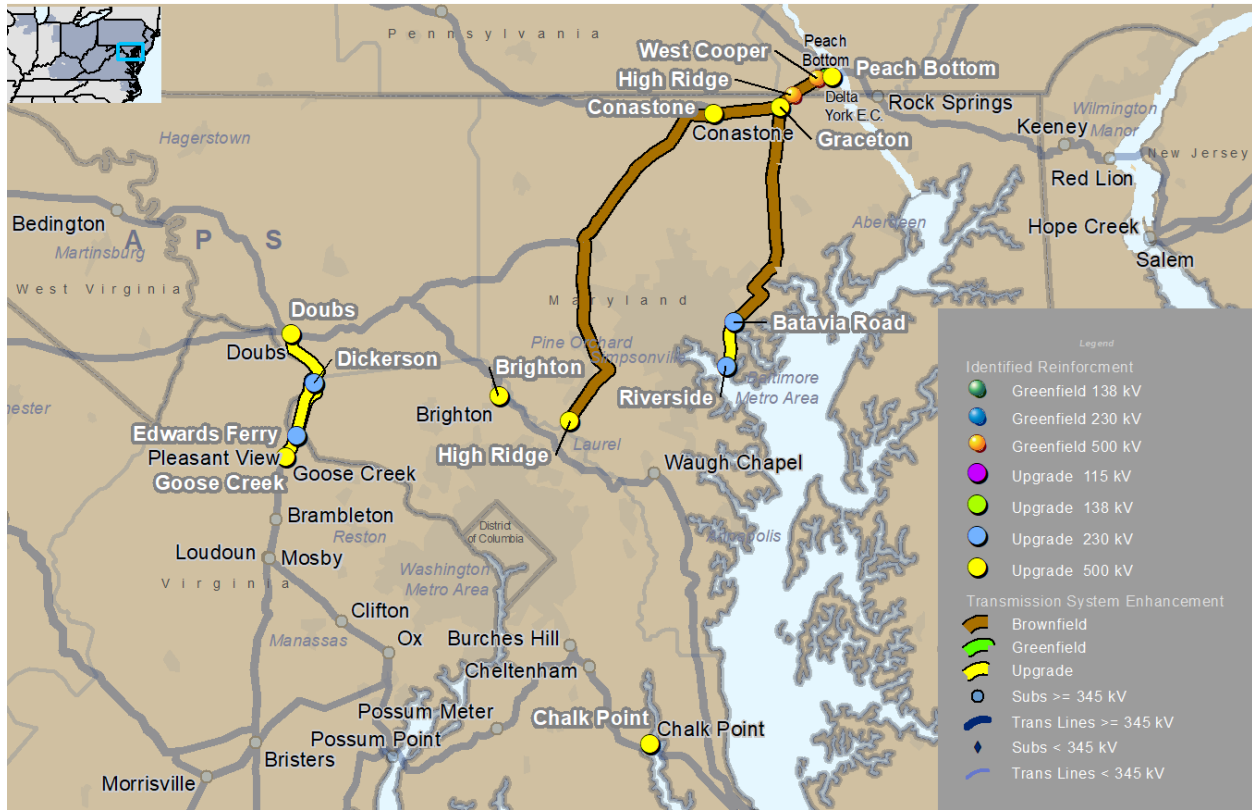 Pennsylvania
West Cooper
Peach
Bottom
Peach Bottom
High Ridge
Rock Springs
Delta
York E.C.
Conastone
Conastone
Graceton
Wilmington
Manor
Keeney
New Jersey
Red Lion
Hagerstown
Bedington
A P S
Martinsburg
Aberdeen
Hope Creek
Salem
West Virginia
Maryland
Doubs
Doubs
Dickerson
Batavia Road
Pine Orchard
Simpsonville
Brighton
Brighton
Riverside
Baltimore
Metro Area
Edwards Ferry
Pleasant View
Goose Creek
Goose Creek
High Ridge
Laurel
Waugh Chapel
Brambleton
Reston
District
of Columbia
Annapolis
Loudoun
Mosby
Virginia
Washington
Metro Area
Clifton
Manassas
Ox
Burches Hill
Cheltenham
Possum Meter
Possum Point
Chalk Point
Chalk Point
Bristers
Morrisville
Legend
Identified Reinforcment
Greenfield 138 kV
Greenfield 230 kV
Greenfield 500 kV
Upgrade 115 kV
Upgrade 138 kV
Upgrade 230 kV
Upgrade 500 kV
Transmission System Enhancement
Brownfield
Greenfield
Upgrade
Subs >= 345 kV
Trans Lines >= 345 kV
Subs < 345 kV
Trans Lines < 345 kV